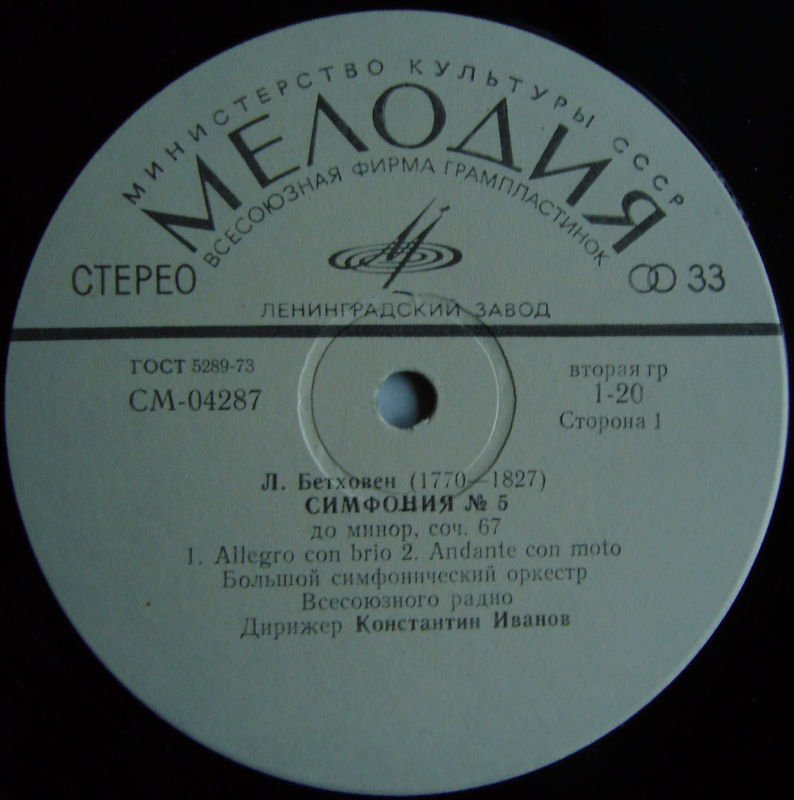 МИНИСТЕРСТВО КУЛЬТУРЫ СССР
МЕЛОДИЯ
ВСЕСОЮЗНАЯ ФИРМА ГРАМПЛАСТИНОК
СТЕРЕО
33
ЛЕНИНГРАДСКИЙ ЗАВОД
ГОСТ 5289-73
СМ-04287
вторая гр
1-20
Сторона 1
Л. Бетховен (1770—1827)
СИМФОНИЯ № 5
до минор, соч. 67
1. Allegro con brio 2. Andante con moto
Большой симфонический оркестр
Всесоюзного радио
Дирижер Константин Иванов